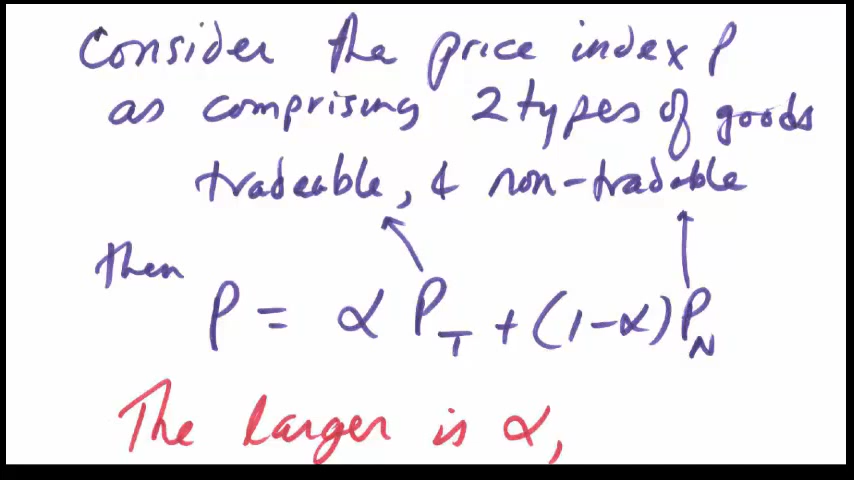 Consider the price index P
as comprising 2 types of goods
tradeable, & non-tradable
then
P = α P_T + (1-α) P_N
The larger is α,